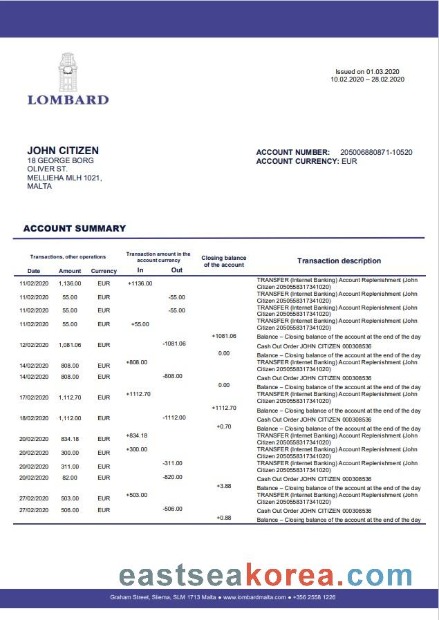 Issued on 01.03.2020
10.02.2020 – 28.02.2020
LOMBARD
JOHN CITIZEN
18 GEORGE BORG
OLIVER ST.
MELLIEHA MLH 1021,
MALTA
ACCOUNT NUMBER: 205006880871-10520
ACCOUNT CURRENCY: EUR
ACCOUNT SUMMARY
Transactions, other operations
Transaction amount in the account currency
Closing balance of the account
Transaction description
Date Amount Currency In Out
11/02/2020 1,136.00 EUR +1136.00 TRANSFER (Internet Banking) Account Replenishment (John
Citizen 2050558317341020)
11/02/2020 55.00 EUR -55.00 TRANSFER (Internet Banking) Account Replenishment (John
Citizen 2050558317341020)
11/02/2020 55.00 EUR -55.00 TRANSFER (Internet Banking) Account Replenishment (John
Citizen 2050558317341020)
11/02/2020 55.00 EUR +55.00 TRANSFER (Internet Banking) Account Replenishment (John
Citizen 2050558317341020)
+1081.06 Balance – Closing balance of the account at the end of the day
12/02/2020 1,081.06 EUR -1081.06 Cash Out Order JOHN CITIZEN 000308536
0.00 Balance – Closing balance of the account at the end of the day
14/02/2020 808.00 EUR +808.00 TRANSFER (Internet Banking) Account Replenishment (John
Citizen 2050558317341020)
14/02/2020 808.00 EUR -808.00 Cash Out Order JOHN CITIZEN 000308536
0.00 Balance – Closing balance of the account at the end of the day
17/02/2020 1,112.70 EUR +1112.70 TRANSFER (Internet Banking) Account Replenishment (John
Citizen 2050558317341020)
+1112.70 Balance – Closing balance of the account at the end of the day
18/02/2020 1,112.00 EUR -1112.00 Cash Out Order JOHN CITIZEN 000308536
+0.70 Balance – Closing balance of the account at the end of the day
20/02/2020 834.18 EUR +834.18 TRANSFER (Internet Banking) Account Replenishment (John
Citizen 2050558317341020)
20/02/2020 300.00 EUR +300.00 TRANSFER (Internet Banking) Account Replenishment (John
Citizen 2050558317341020)
20/02/2020 311.00 EUR -311.00 TRANSFER (Internet Banking) Account Replenishment (John
Citizen 2050558317341020)
20/02/2020 82.00 EUR -820.00 Cash Out Order JOHN CITIZEN 000308536
+3.88 Balance – Closing balance of the account at the end of the day
27/02/2020 503.00 EUR +503.00 TRANSFER (Internet Banking) Account Replenishment (John
Citizen 2050558317341020)
27/02/2020 506.00 EUR -506.00 Cash Out Order JOHN CITIZEN 000308536
+0.88 Balance – Closing balance of the account at the end of the day
eastseakorea.com
Graham Street, Sliema, SLM 1713 Malta ● www.lombardmalta.com ● +356 2558 1226